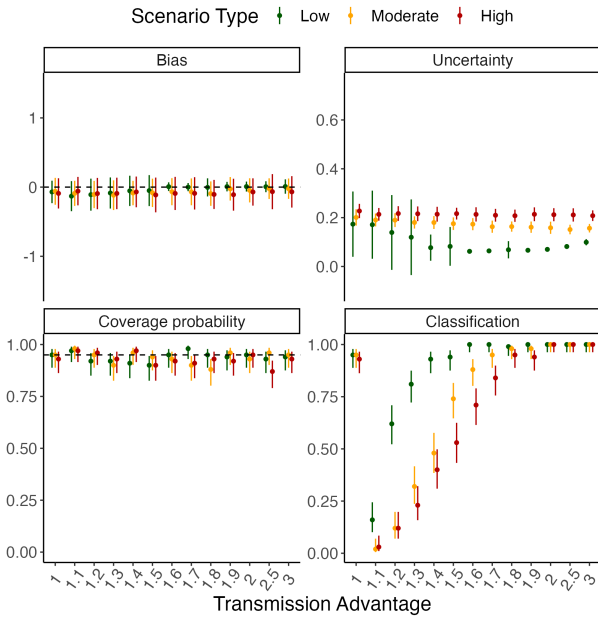 Scenario Type Low Moderate High
Bias Uncertainty
1
0
-1
0.6
0.4
0.2
0.0
Coverage probability Classification
1.00
0.75
0.50
0.25
0.00
1.00
0.75
0.50
0.25
0.00
1 1.1 1.2 1.3 1.4 1.5 1.6 1.7 1.8 1.9 2 2.5 3
1 1.1 1.2 1.3 1.4 1.5 1.6 1.7 1.8 1.9 2 2.5 3
Transmission Advantage